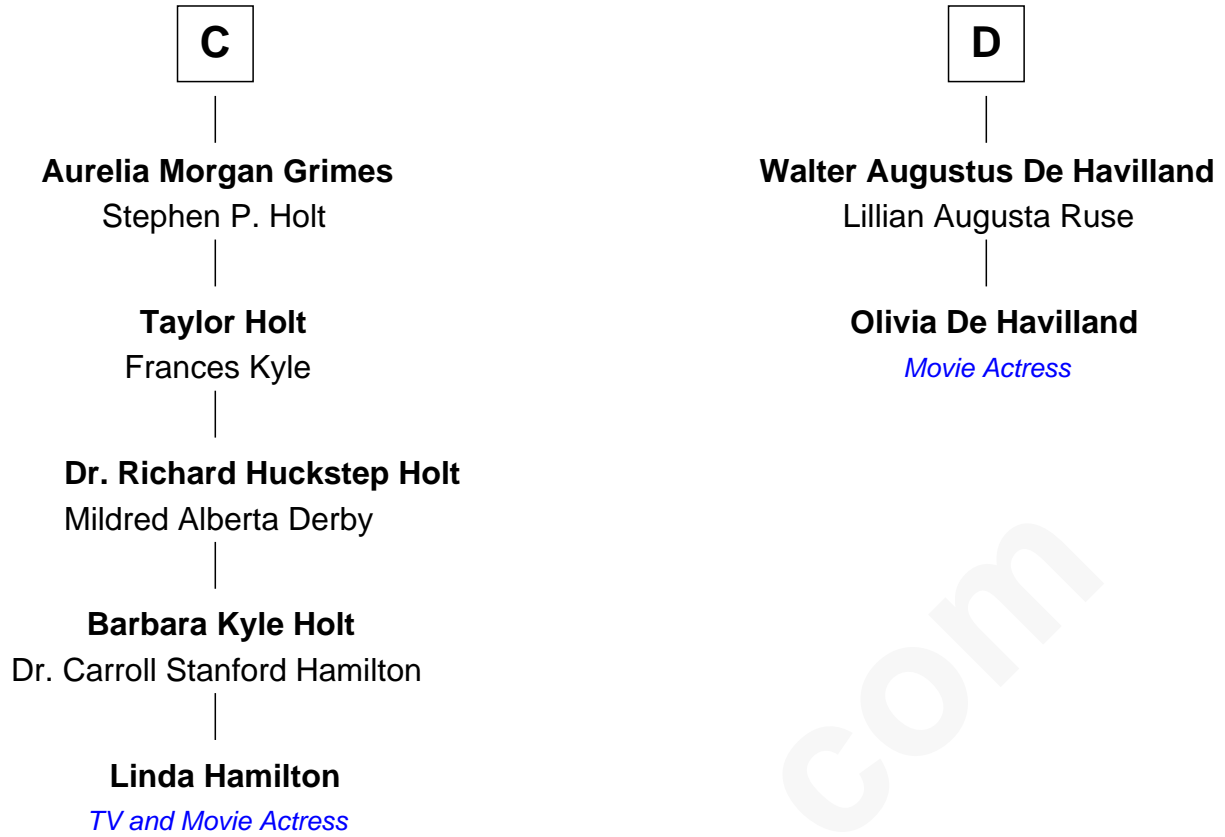 C
Aurelia Morgan Grimes
Stephen P. Holt
Taylor Holt
Frances Kyle
Dr. Richard Huckstep Holt
Mildred Alberta Derby
Barbara Kyle Holt
Dr. Carroll Stanford Hamilton
Linda Hamilton
TV and Movie Actress
D
Walter Augustus De Havilland
Lillian Augusta Ruse
Olivia De Havilland
Movie Actress
com